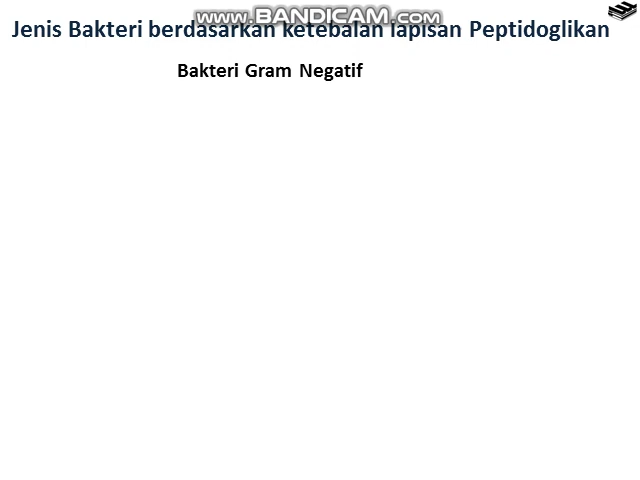 www.BANDICAM.com
Jenis Bakteri berdasarkan ketebalan lapisan Peptidoglikan
Bakteri Gram Negatif